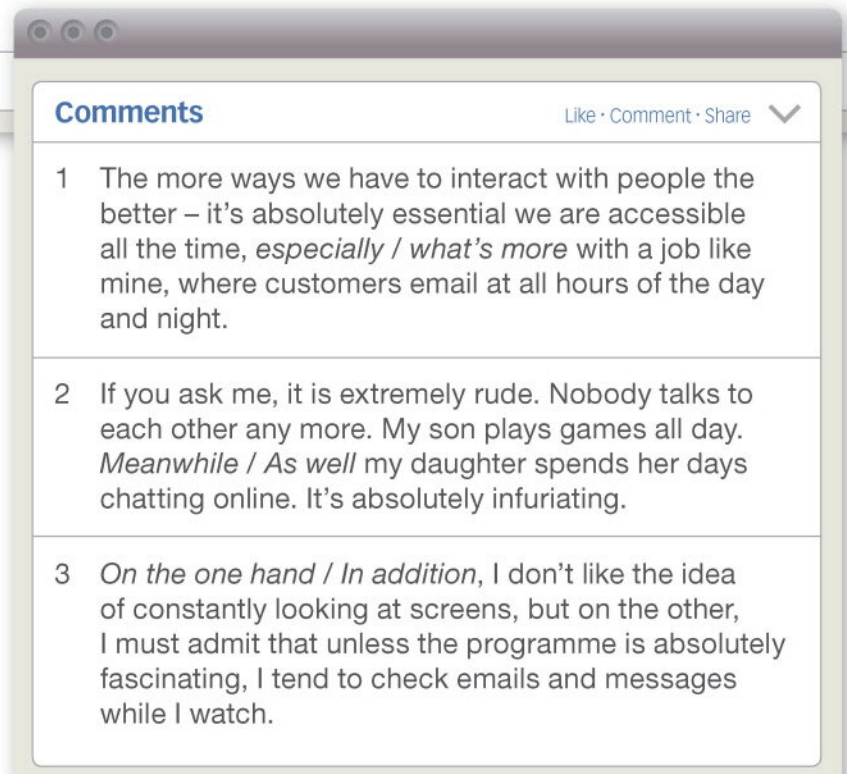 Comments
Like · Comment · Share
1 The more ways we have to interact with people the
better – it's absolutely essential we are accessible
all the time, especially / what's more with a job like
mine, where customers email at all hours of the day
and night.
2 If you ask me, it is extremely rude. Nobody talks to
each other any more. My son plays games all day.
Meanwhile / As well my daughter spends her days
chatting online. It's absolutely infuriating.
3 On the one hand / In addition, I don't like the idea
of constantly looking at screens, but on the other,
I must admit that unless the programme is absolutely
fascinating, I tend to check emails and messages
while I watch.